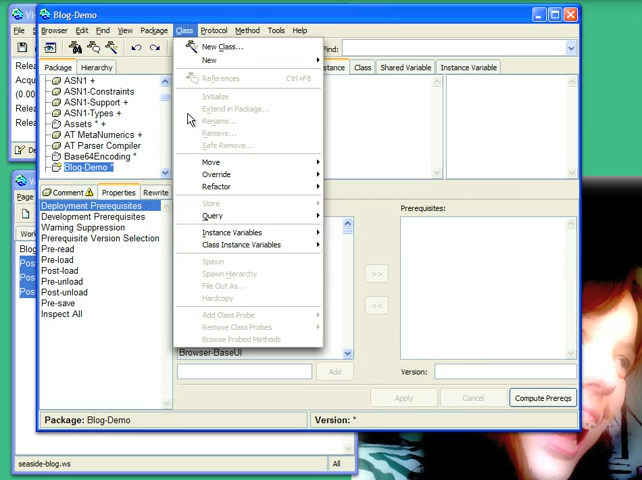 Blog-Demo
Browser Edit Find View Package Class Protocol Method Tools Help
Find:
Package Hierarchy
Class Shared Variable Instance Variable
ASN1 +
ASN1-Constraints
ASN1-Support +
ASN1-Types +
Assets * +
AT MetaNumerics +
AT Parser Compiler
Base64Encoding *
Blog-Demo *
New Class...
New
References Ctrl+F8
Initialize
Extend in Package...
Rename...
Remove...
Safe Remove...
Move
Override
Refactor
Store
Query
Instance Variables
Class Instance Variables
Spawn
Spawn Hierarchy
File Out As...
Hardcopy
Add Class Probe
Remove Class Probes
Browse Probed Methods
Comment Properties Rewrite
Deployment Prerequisites
Development Prerequisites
Warning Suppression
Prerequisite Version Selection
Pre-read
Pre-load
Post-load
Pre-unload
Post-unload
Pre-save
Inspect All
Prerequisites:
>>
<<
Browser-BaseUI
Add
Version:
Apply Cancel Compute Prereqs
Package: Blog-Demo
Version: *
File
Page
seaside-blog.ws
All